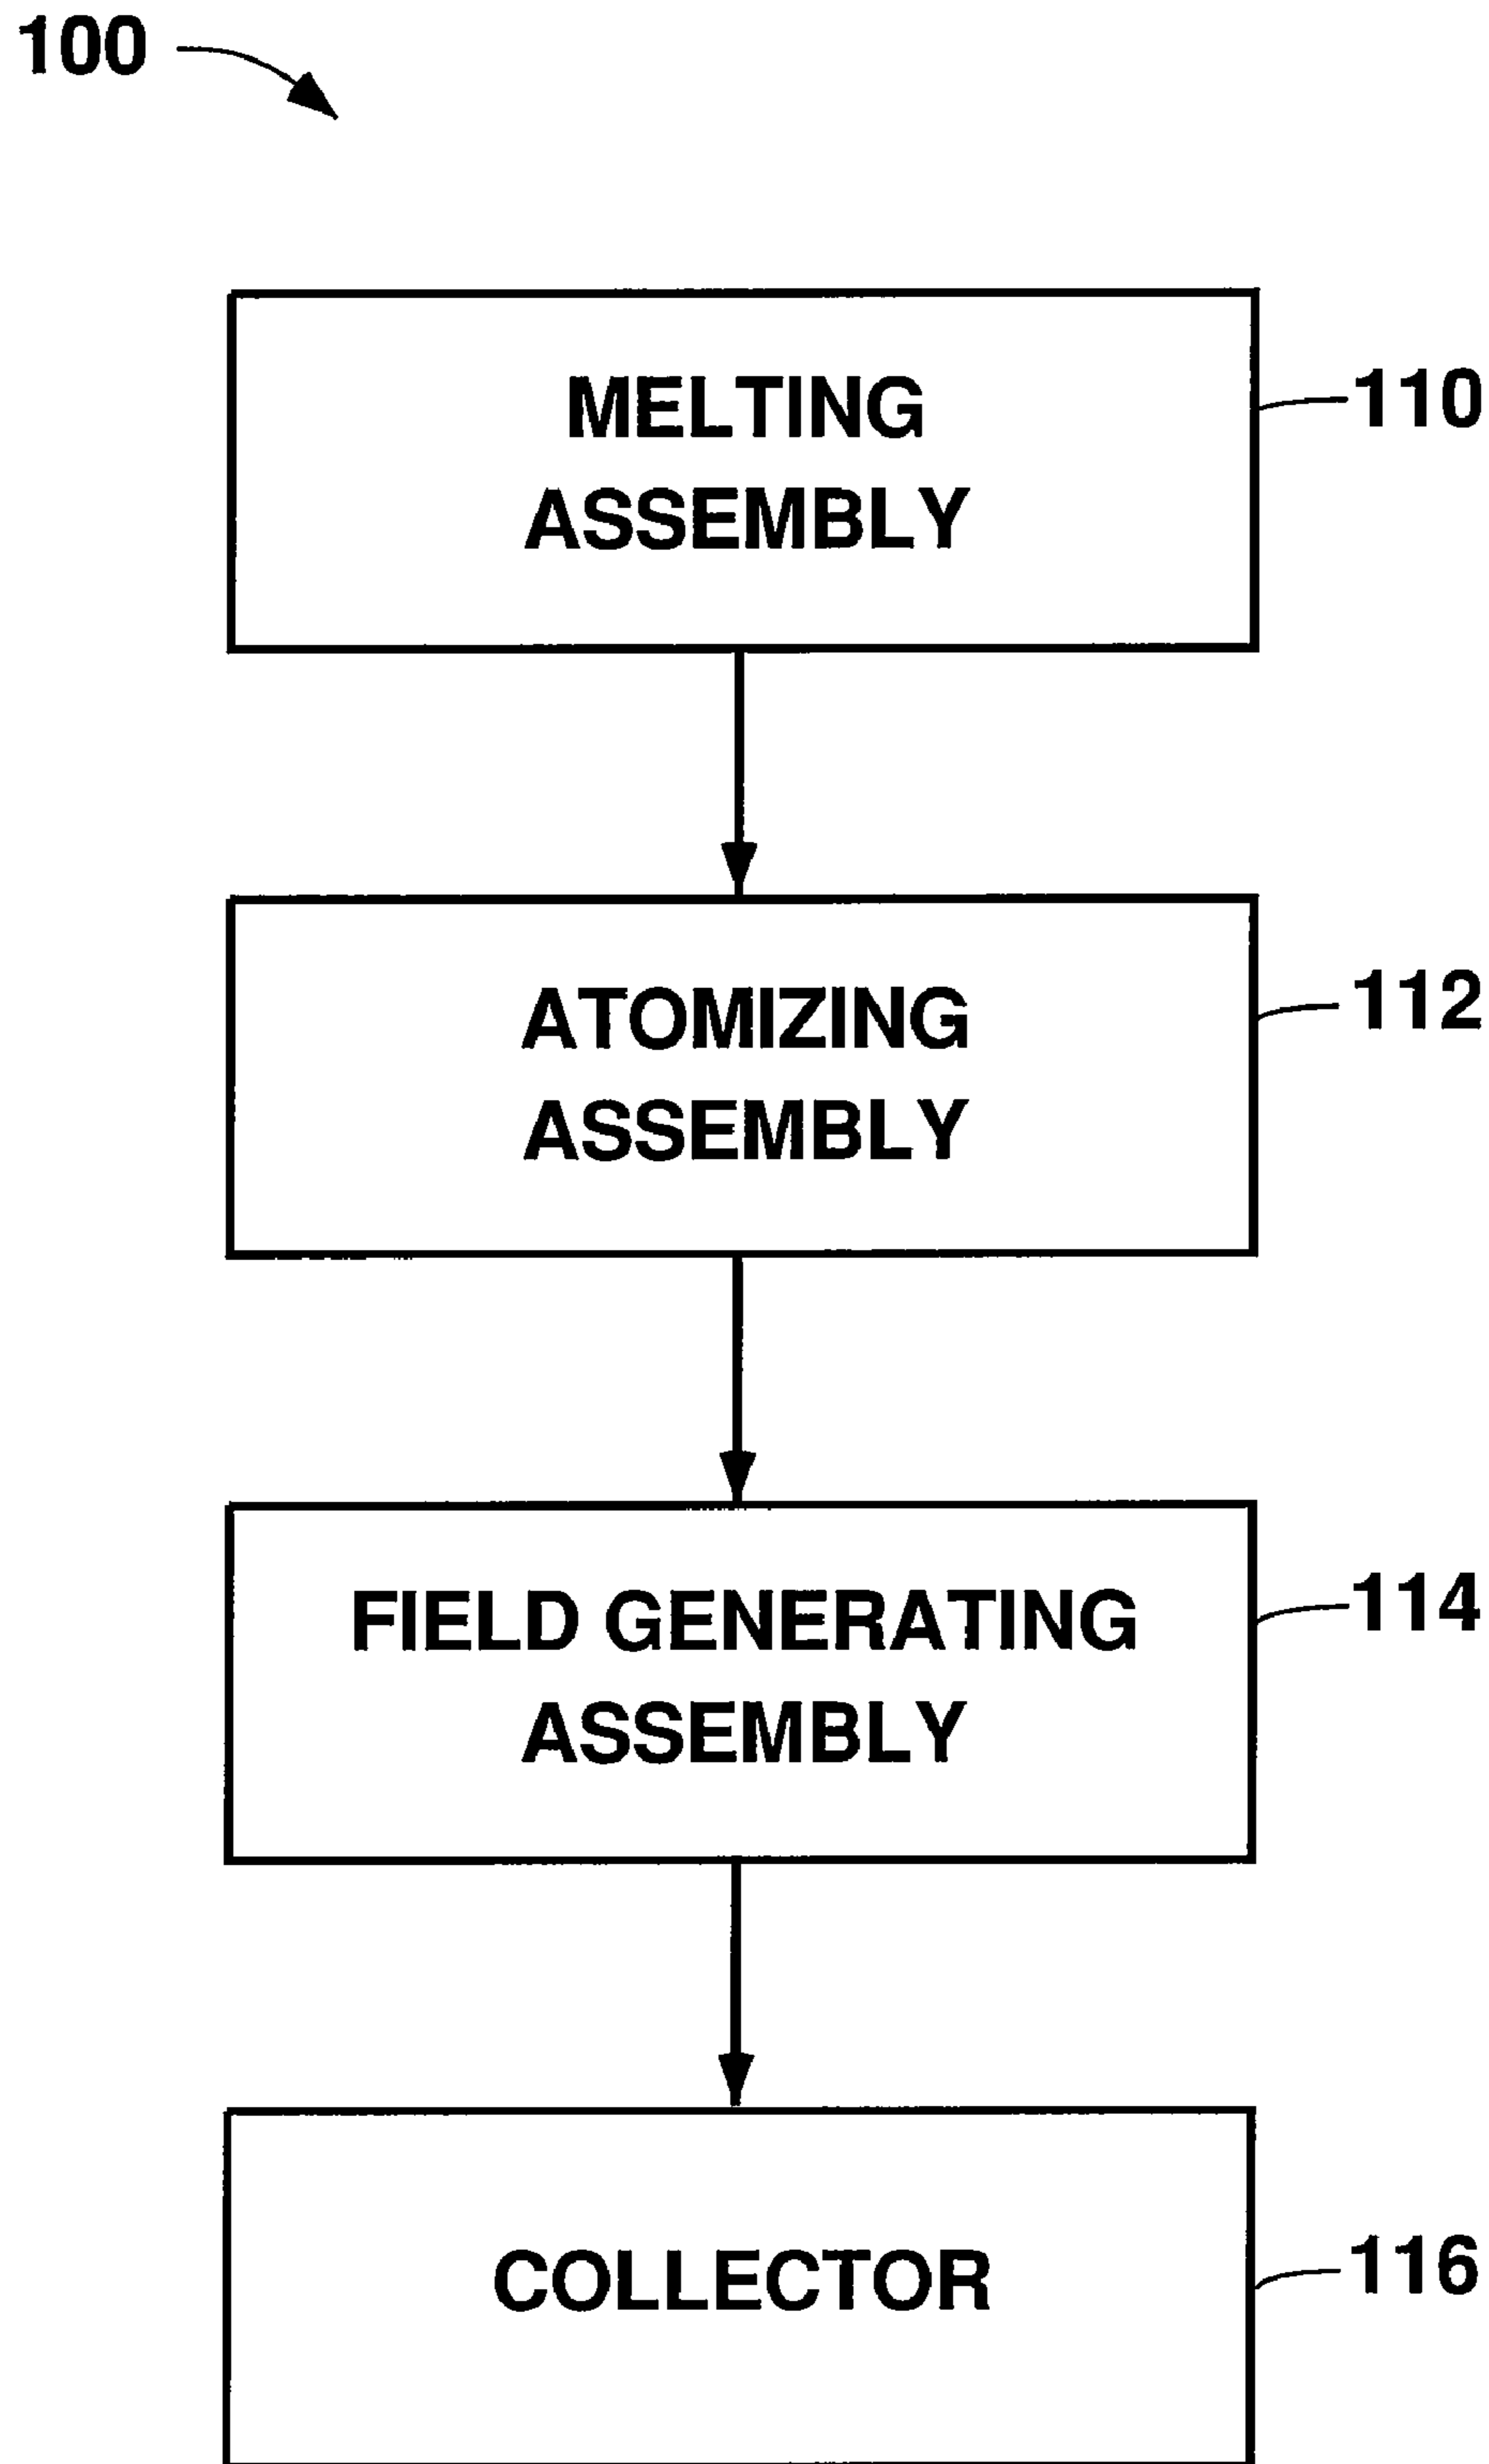 100
MELTING
ASSEMBLY
110
ATOMIZING
ASSEMBLY
112
FIELD GENERATING
ASSEMBLY
114
COLLECTOR
116